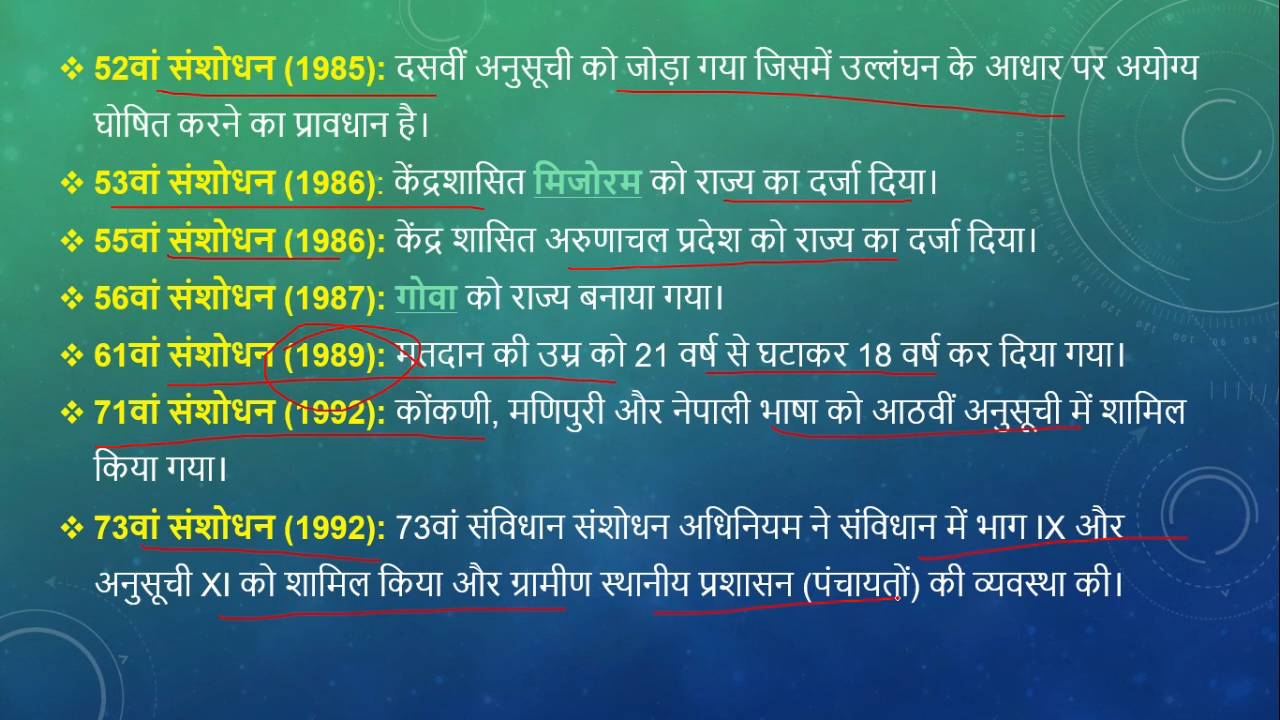 ❖ 52वां संशोधन (1985): दसवीं अनुसूची को जोड़ा गया जिसमें उल्लंघन के आधार पर अयोग्य
घोषित करने का प्रावधान है।
❖ 53वां संशोधन (1986): केंद्रशासित मिजोरम को राज्य का दर्जा दिया।
❖ 55वां संशोधन (1986): केंद्र शासित अरुणाचल प्रदेश को राज्य का दर्जा दिया।
❖ 56वां संशोधन (1987): गोवा को राज्य बनाया गया।
❖ 61वां संशोधन (1989): मतदान की उम्र को 21 वर्ष से घटाकर 18 वर्ष कर दिया गया।
❖ 71वां संशोधन (1992): कोंकणी, मणिपुरी और नेपाली भाषा को आठवीं अनुसूची में शामिल
किया गया।
❖ 73वां संशोधन (1992): 73वां संविधान संशोधन अधिनियम ने संविधान में भाग IX और
अनुसूची XI को शामिल किया और ग्रामीण स्थानीय प्रशासन (पंचायतों) की व्यवस्था की।